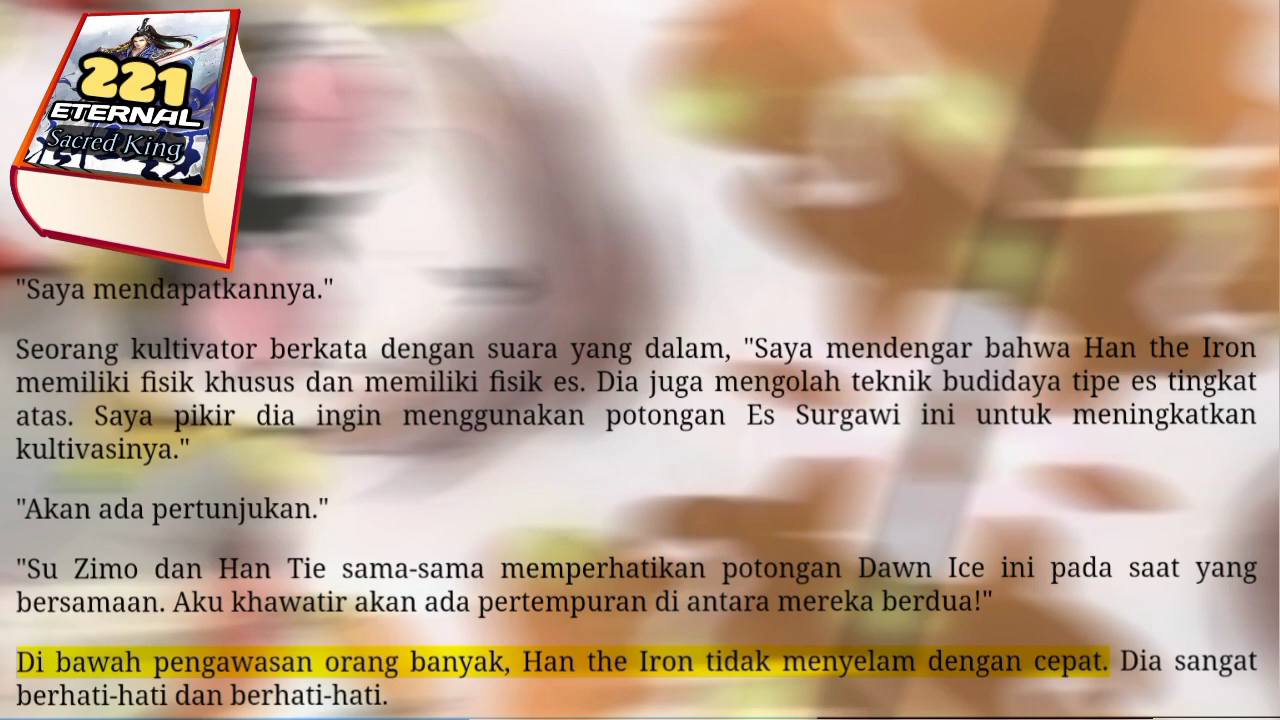 221
ETERNAL
Sacred King
"Saya mendapatkannya."
Seorang kultivator berkata dengan suara yang dalam, "Saya mendengar bahwa Han the Iron
memiliki fisik khusus dan memiliki fisik es. Dia juga mengolah teknik budidaya tipe es tingkat
atas. Saya pikir dia ingin menggunakan potongan Es Surgawi ini untuk meningkatkan
kultivasinya."
"Akan ada pertunjukan."
"Su Zimo dan Han Tie sama-sama memperhatikan potongan Dawn Ice ini pada saat yang
bersamaan. Aku khawatir akan ada pertempuran di antara mereka berdua!"
Di bawah pengawasan orang banyak, Han the Iron tidak menyelam dengan cepat. Dia sangat
berhati-hati dan berhati-hati.